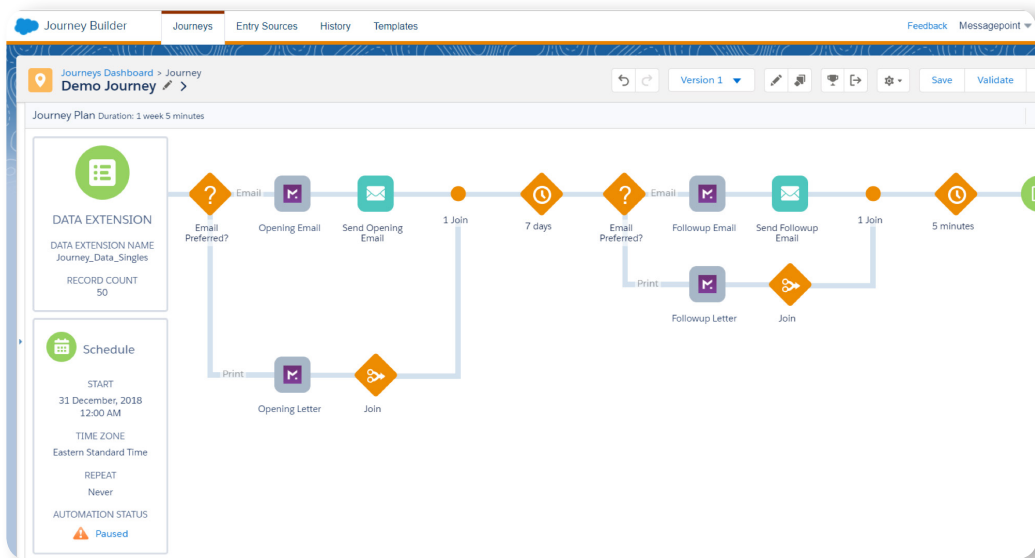 Journey Builder
Journeys
Entry Sources
History
Templates
Feedback
Messagepoint
Journeys Dashboard > Journey
Demo Journey
Version 1
Save
Validate
Journey Plan Duration: 1 week 5 minutes
DATA EXTENSION
DATA EXTENSION NAME
Journey_Data_Singles
RECORD COUNT
50
Schedule
START
31 December, 2018
12:00 AM
TIME ZONE
Eastern Standard Time
REPEAT
Never
AUTOMATION STATUS
Paused
?
Email
Preferred?
Email
Opening Email
Send Opening
Email
1 Join
7 days
?
Email
Preferred?
Email
Followup Email
Send Followup
Email
1 Join
5 minutes
Print
Followup Letter
Join
Print
Opening Letter
Join